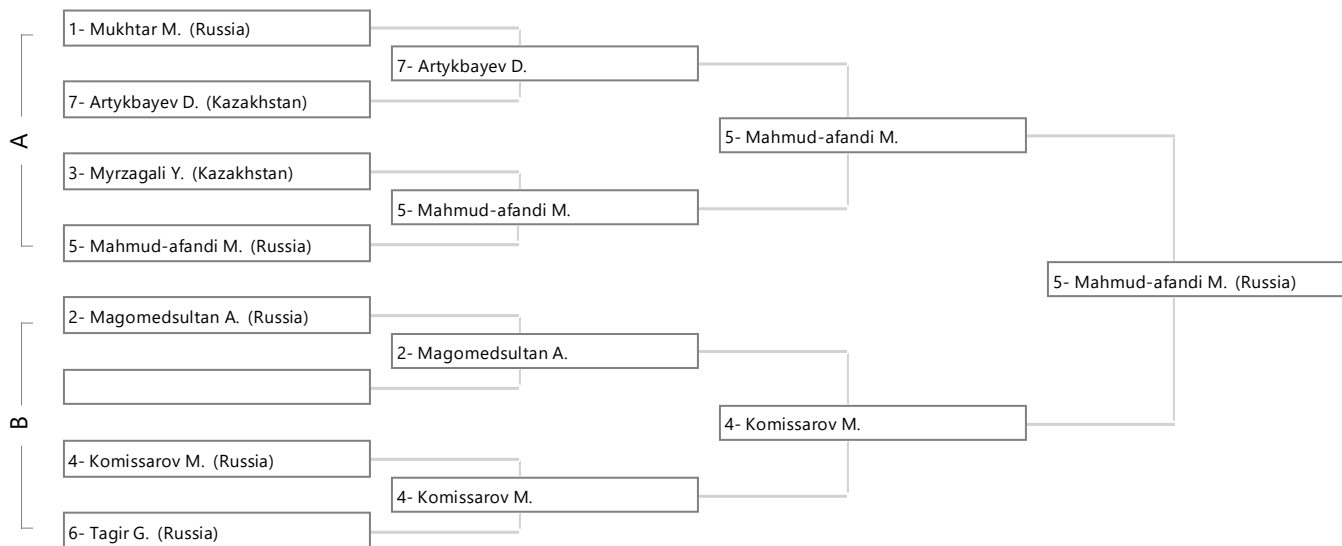 1- Mukhtar M. (Russia)
7- Artykbayev D.
7- Artykbayev D. (Kazakhstan)
5- Mahmud-afandi M.
A
3- Myrzagali Y. (Kazakhstan)
5- Mahmud-afandi M.
5- Mahmud-afandi M. (Russia)
5- Mahmud-afandi M. (Russia)
2- Magomedsultan A. (Russia)
2- Magomedsultan A.
B
4- Komissarov M.
4- Komissarov M. (Russia)
4- Komissarov M.
6- Tagir G. (Russia)